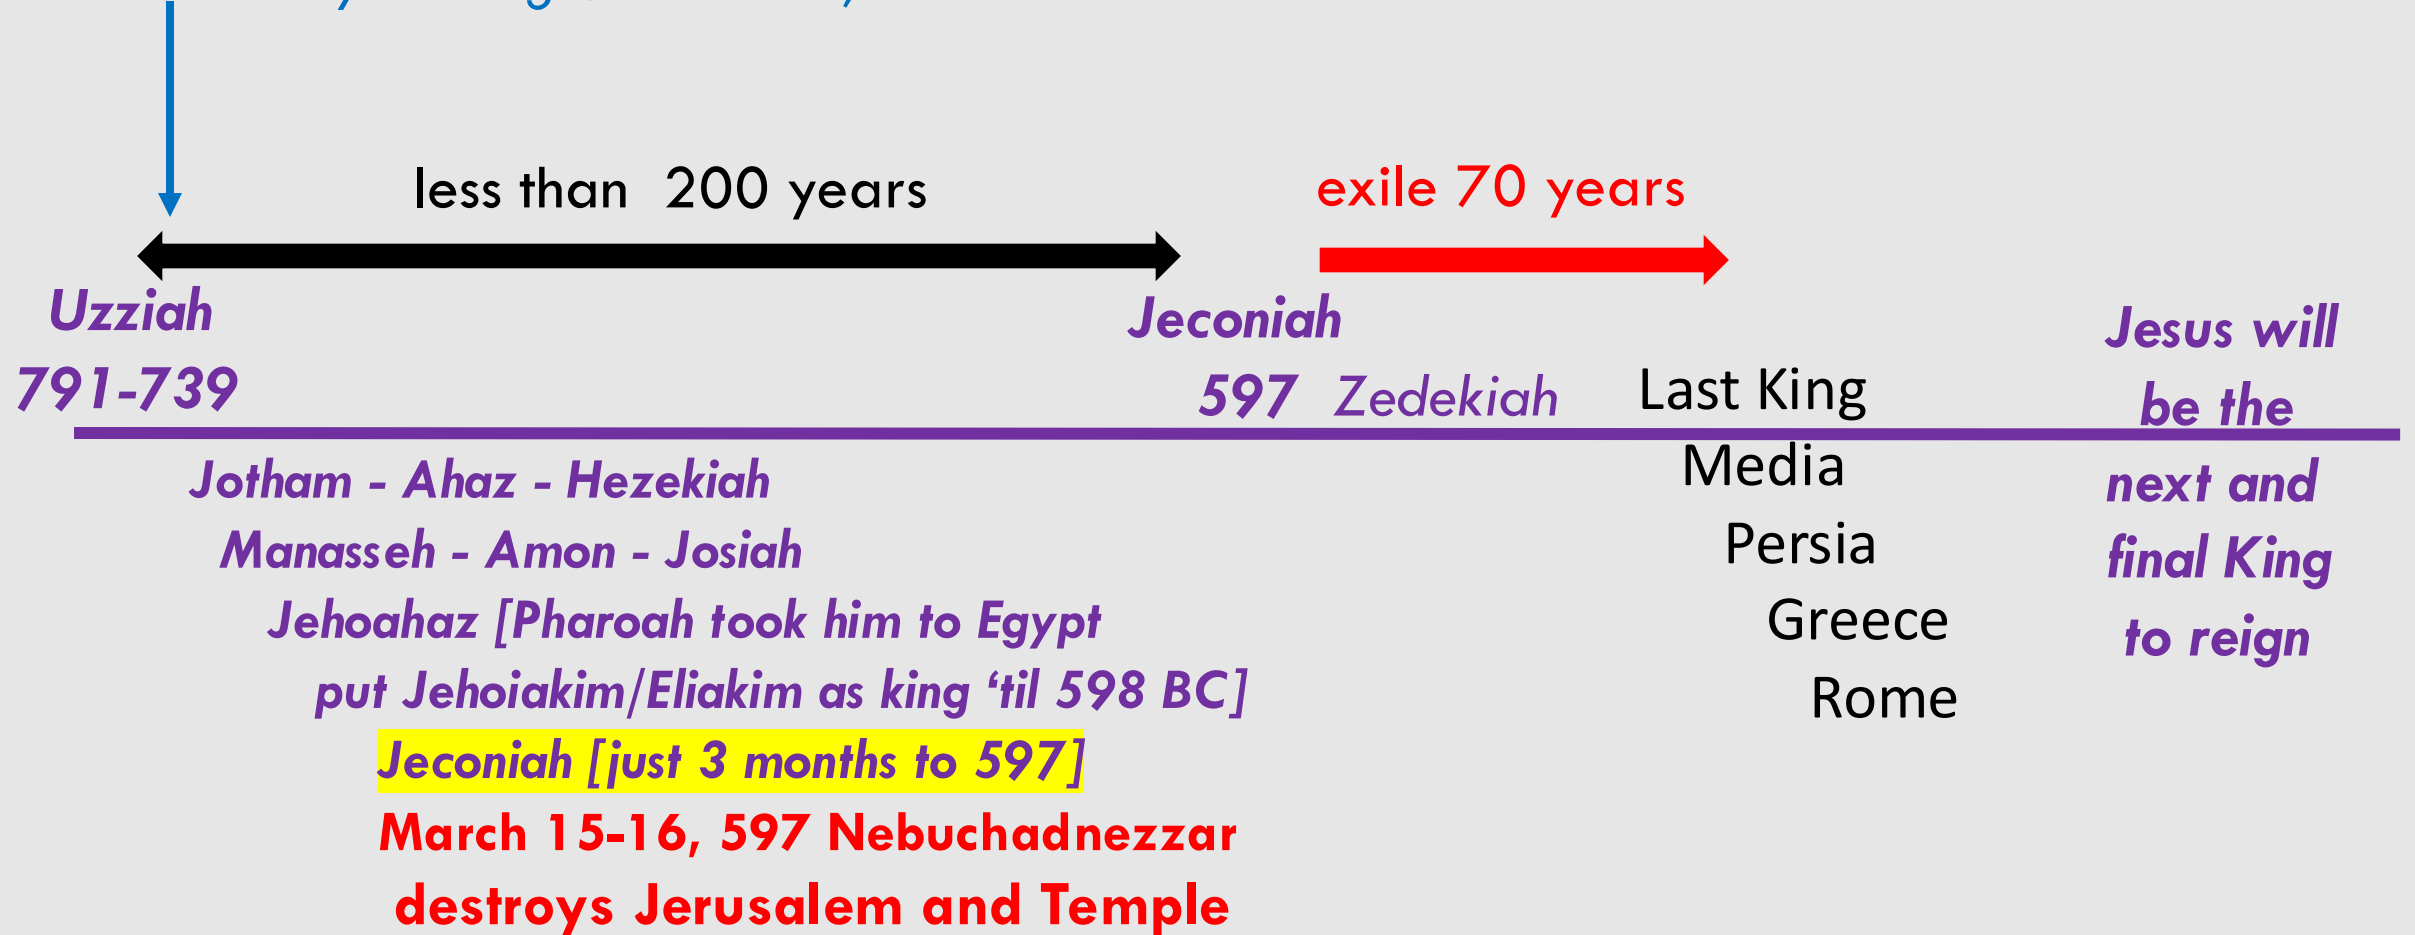 less than 200 years
exile 70 years
Uzziah
791-739
Jeconiah
597 Zedekiah
Last King
Media
Persia
Greece
Rome
Jesus will
be the
next and
final King
to reign
Jotham - Ahaz - Hezekiah
Manasseh - Amon - Josiah
Jehoahaz [Pharoah took him to Egypt
put Jehoiakim/Eliakim as king ‘til 598 BC]
Jeconiah [just 3 months to 597]
March 15-16, 597 Nebuchadnezzar
destroys Jerusalem and Temple